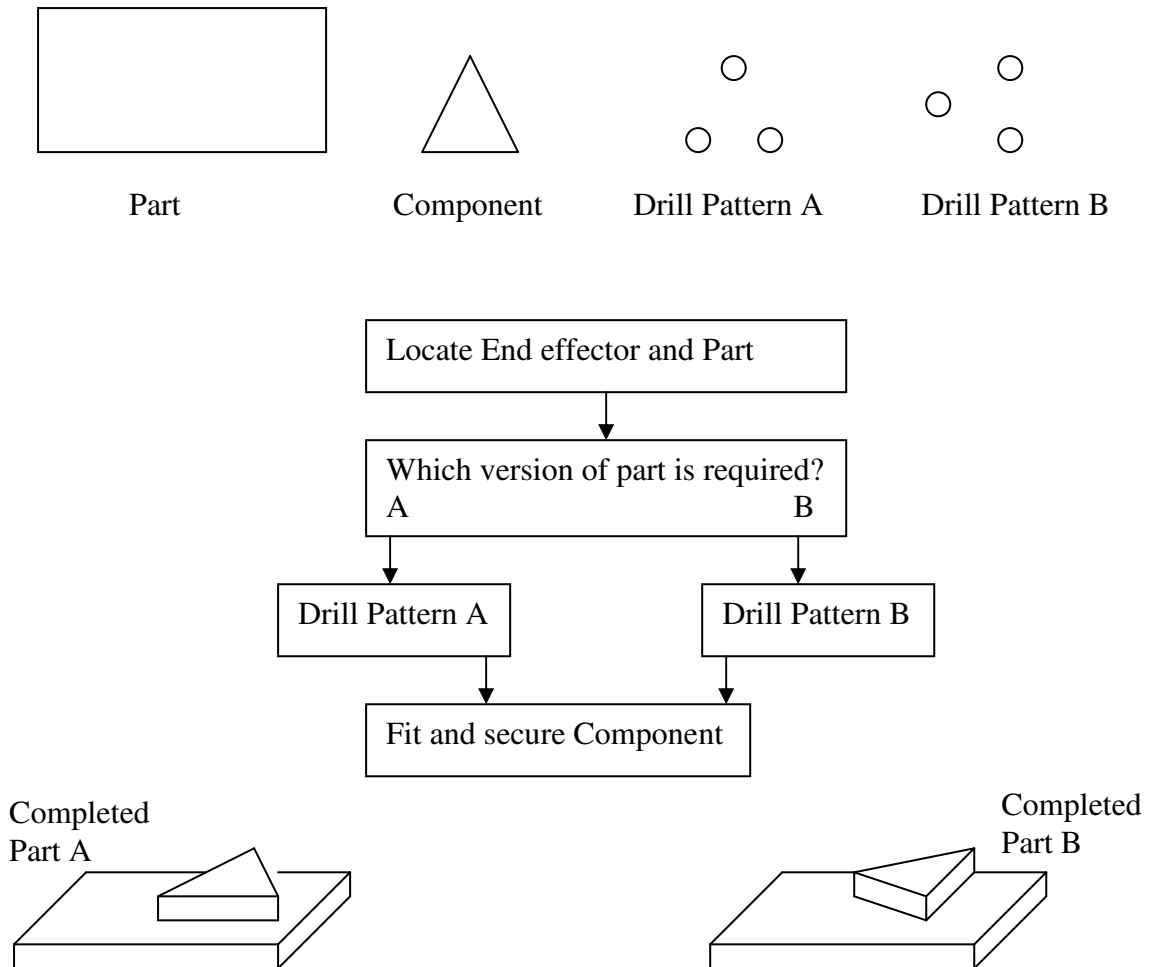 Part
Component
Drill Pattern A
Drill Pattern B
Locate End effector and Part
Which version of part is required?
A B
Drill Pattern A
Drill Pattern B
Fit and secure Component
Completed
Part A
Completed
Part B